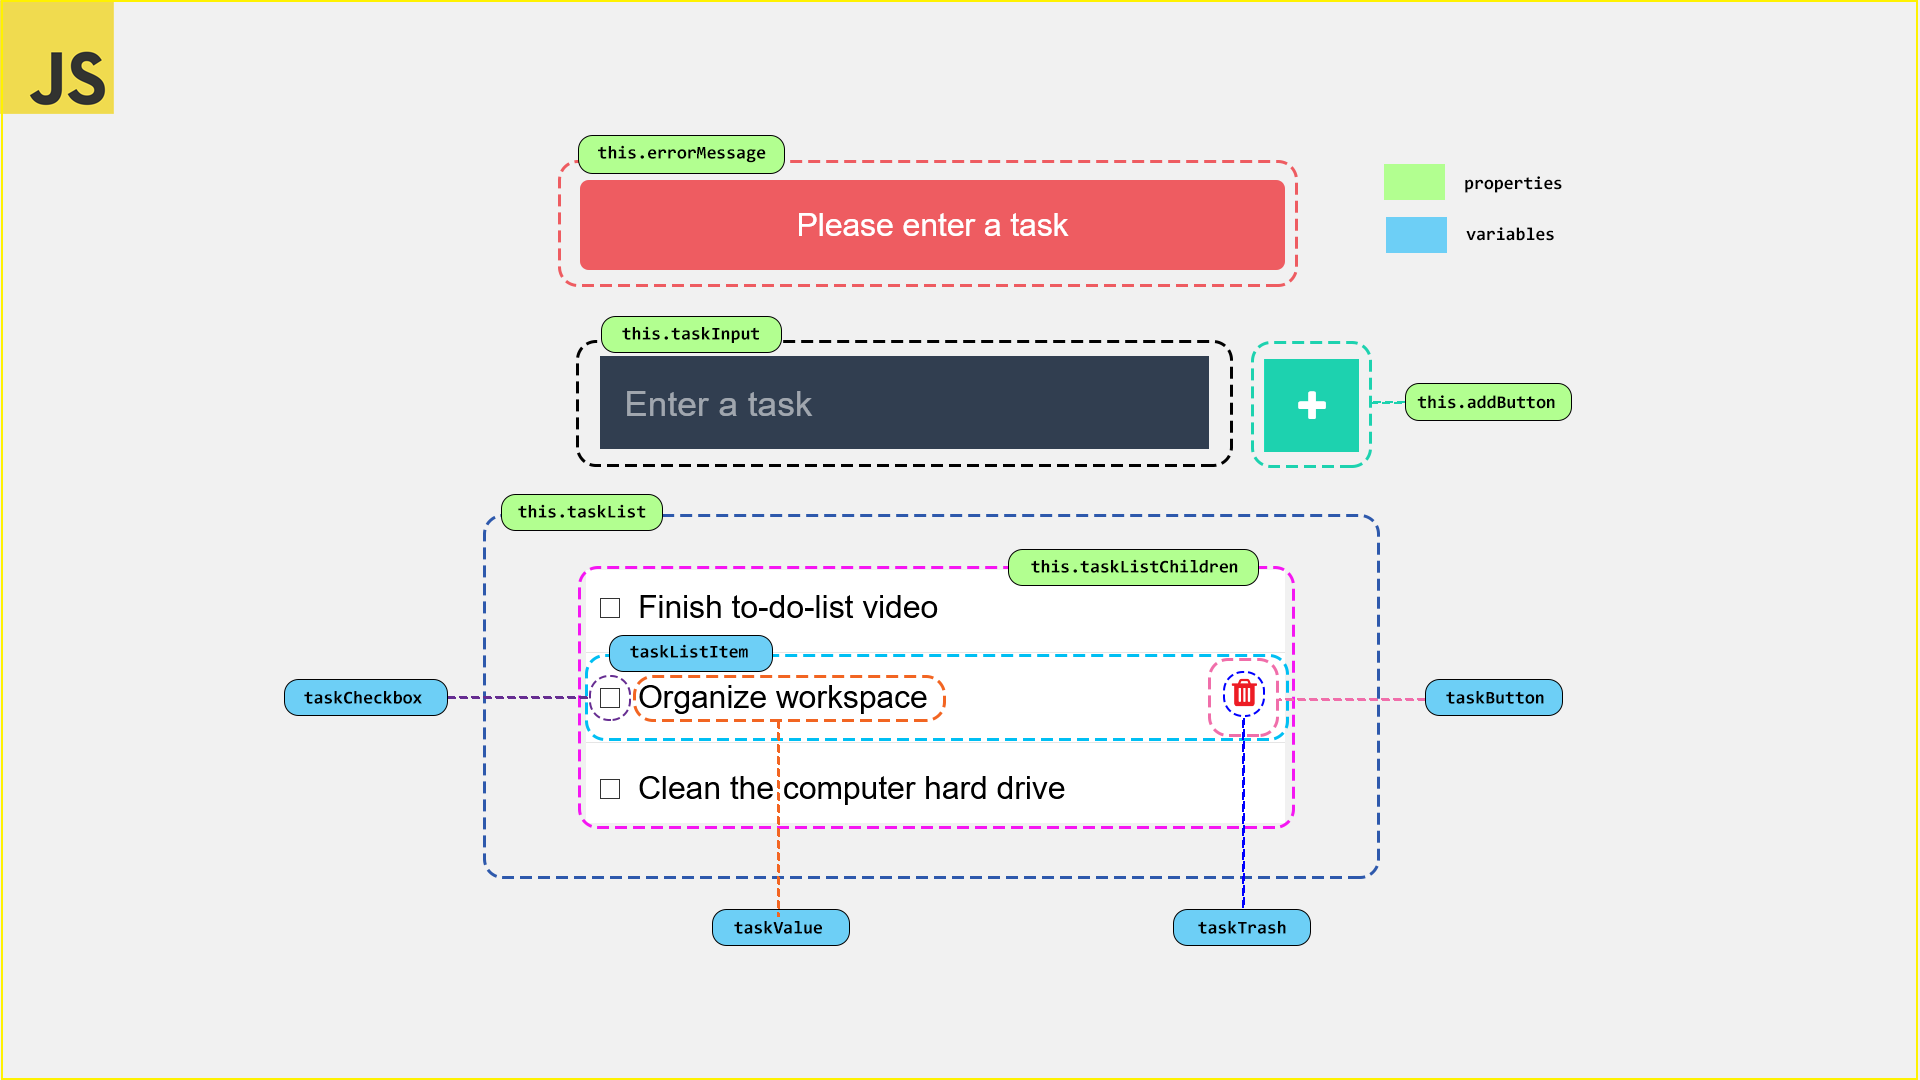 JS
this.errorMessage
Please enter a task
properties
variables
this.taskInput
Enter a task
this.addButton
this.taskList
this.taskListChildren
Finish to-do-list video
taskListItem
taskCheckbox
Organize workspace
taskButton
Clean the computer hard drive
taskValue
taskTrash